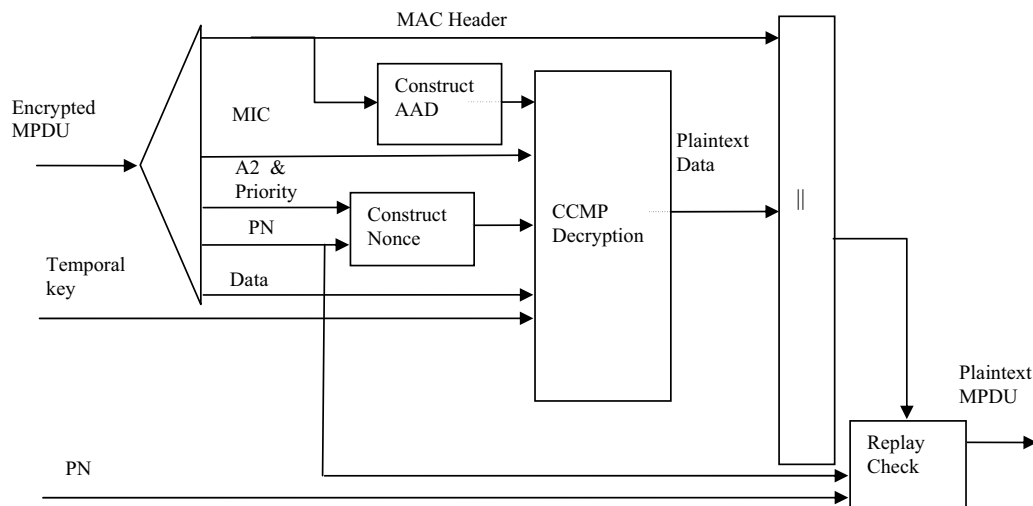 MAC Header
Construct
AAD
Encrypted
MPDU
MIC
Plaintext
Data
A2 &
Priority
||
Construct
Nonce
CCMP
Decryption
PN
Temporal
key
Data
Plaintext
MPDU
Replay
Check
PN